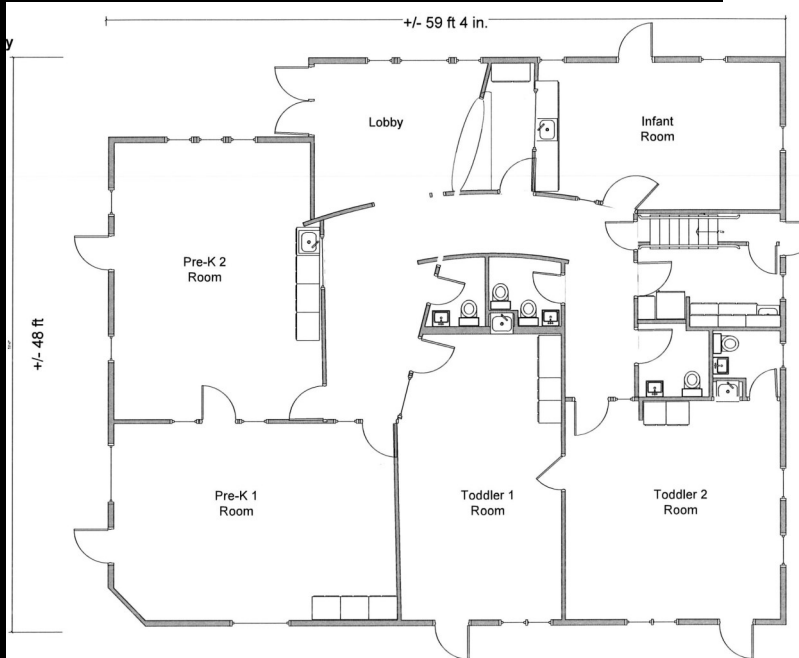 +/- 59 ft 4 in.
y
Lobby
Infant
Room
Pre-K 2
Room
+/- 48 ft
Pre-K 1
Room
Toddler 1
Room
Toddler 2
Room